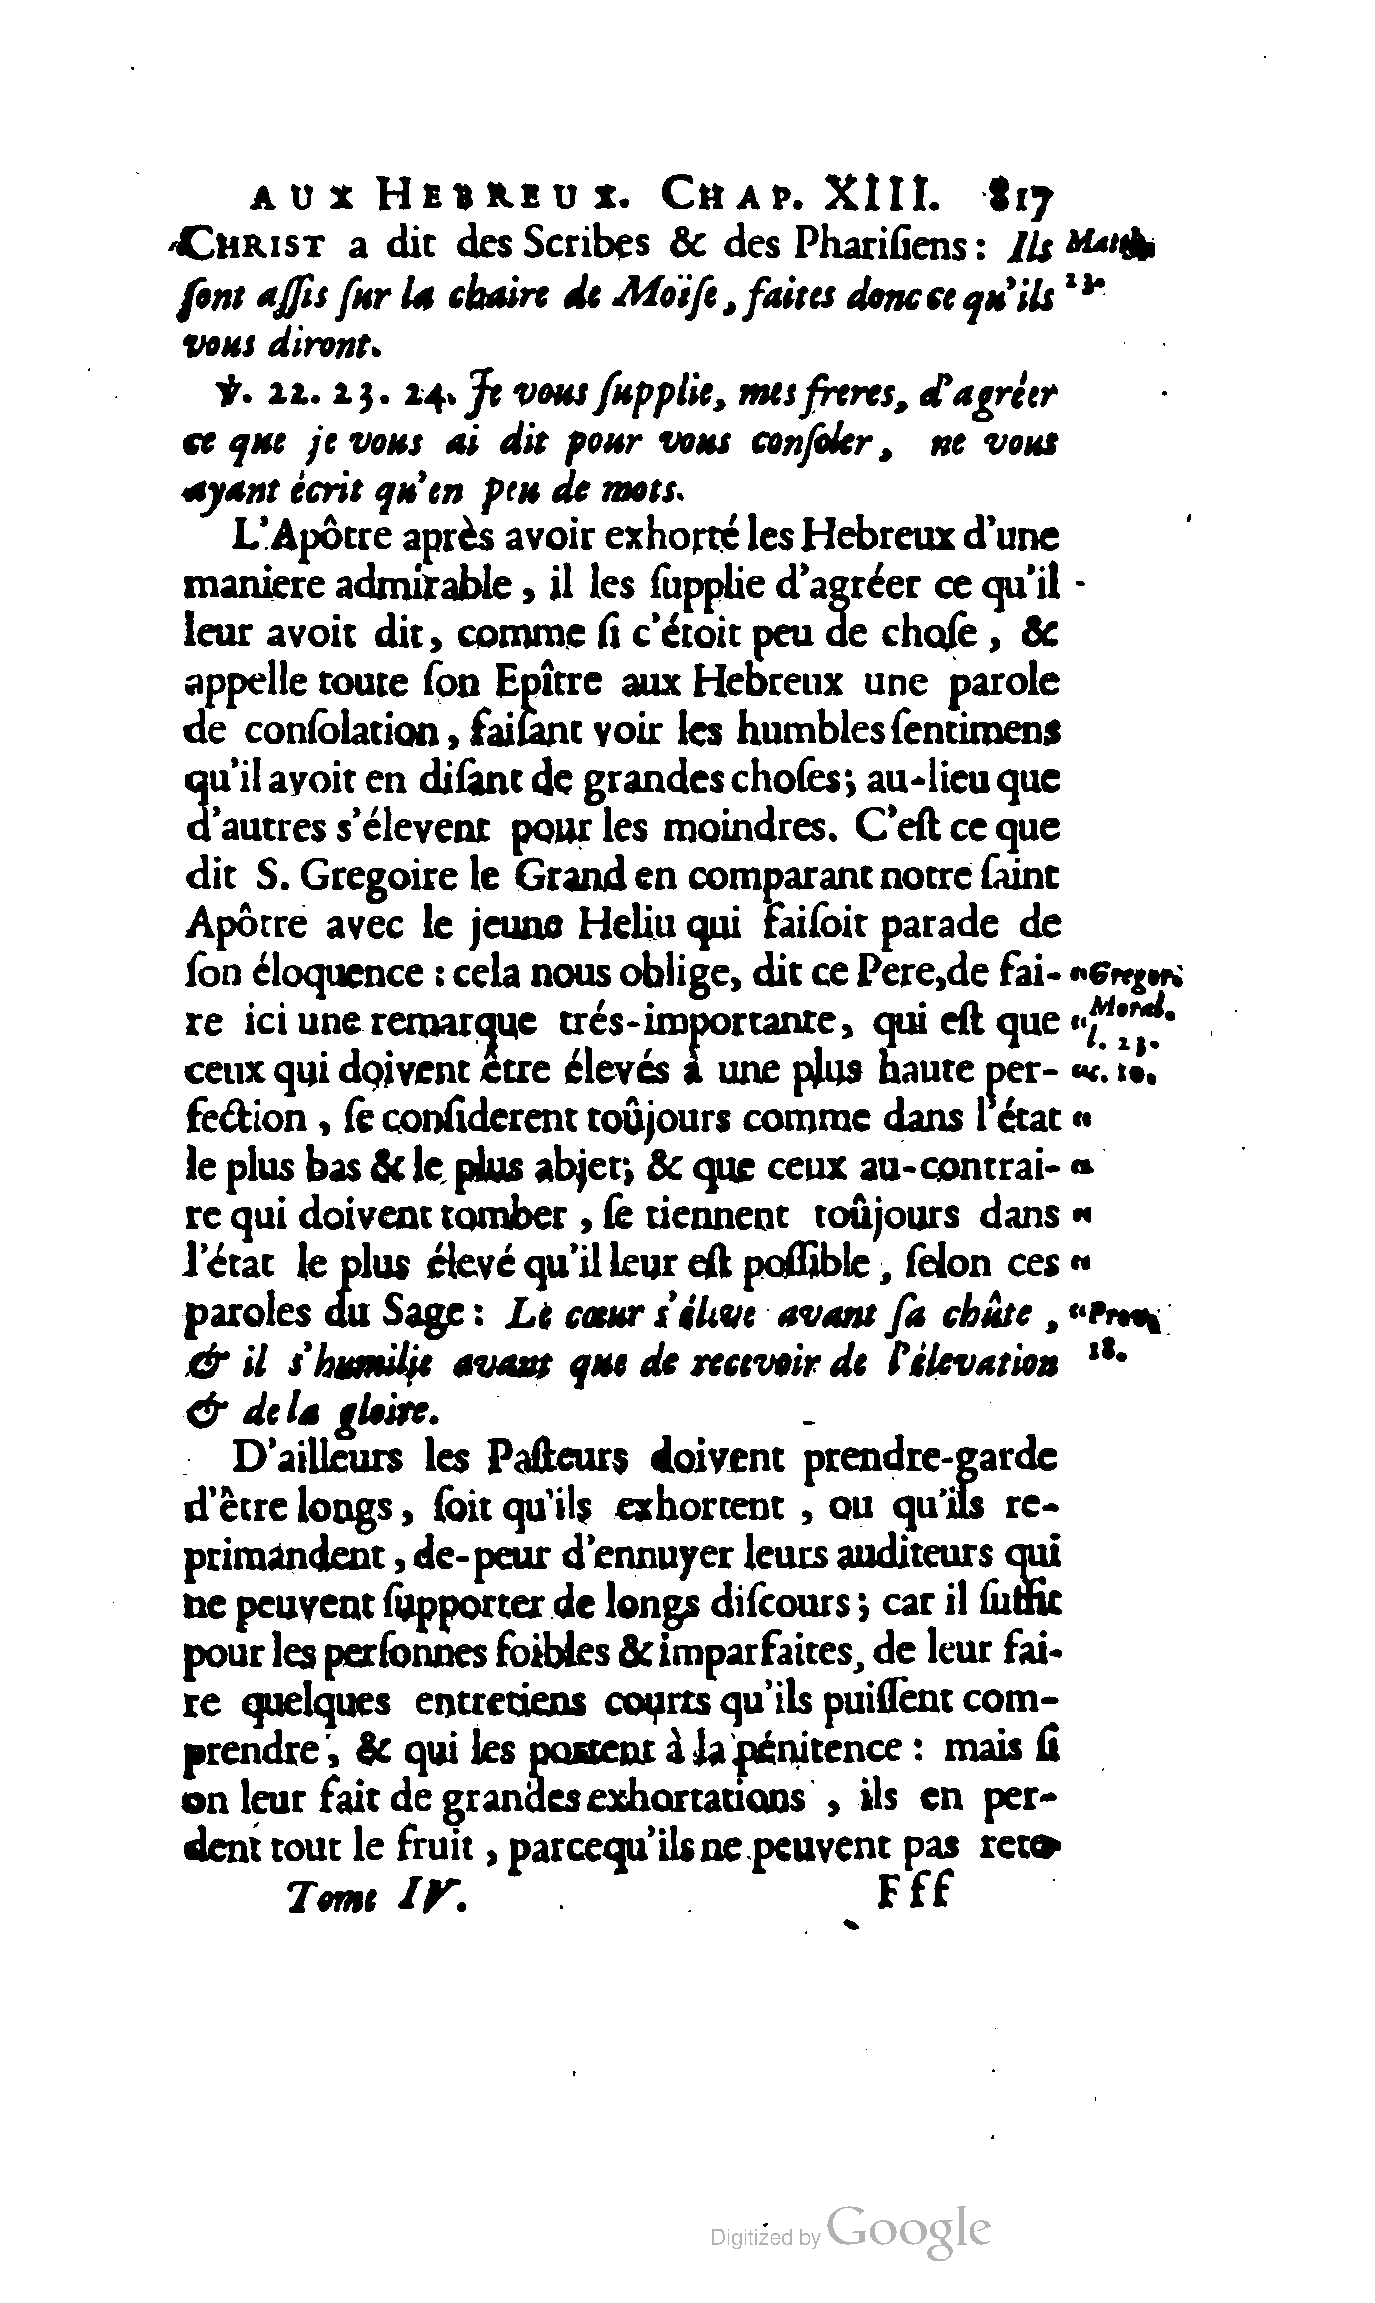 AUX HEBREUX. CHAP. XIII. 817
CHRIST a dit des Scribes & des Pharisiens: Ils Matth.
ſont aſſis ſur la chaire de Moïſe, faites donc ce qu'ils 23.
vous diront.
℣. 22. 23. 24. Je vous ſupplie, mes freres, d'agréer
ce que je vous ai dit pour vous conſoler, ne vous
ayant écrit qu'en peu de mots.
L'Apôtre après avoir exhorté les Hebreux d'une
maniere admirable, il les ſupplie d'agréer ce qu'il
leur avoit dit, comme ſi c'étoit peu de choſe, &
appelle toute ſon Epître aux Hebreux une parole
de conſolation, faiſant voir les humbles ſentimens
qu'il avoit en diſant de grandes choſes; au-lieu que
d'autres s'élevent pour les moindres. C'eſt ce que
dit S. Gregoire le Grand en comparant notre ſaint
Apôtre avec le jeune Heliu qui faiſoit parade de
ſon éloquence : cela nous oblige, dit ce Pere, de fai- " Gregor.
re ici une remarque trés-importante, qui eſt que " Moral. l. 23.
ceux qui doivent être élevés à une plus haute per- " c. 10.
fection, ſe conſiderent toûjours comme dans l'état "
le plus bas & le plus abjet; & que ceux au-contrai- "
re qui doivent tomber, ſe tiennent toûjours dans "
l'état le plus élevé qu'il leur eſt poſſible, ſelon ces "
paroles du Sage: Le cœur s'éleve avant ſa chûte, " Prov.
& il s'humilie avant que de recevoir de l'élevation 18.
& de la gloire.
D'ailleurs les Paſteurs doivent prendre-garde
d'être longs, ſoit qu'ils exhortent, ou qu'ils re-
primandent, de-peur d'ennuyer leurs auditeurs qui
ne peuvent ſupporter de longs diſcours; car il ſuffit
pour les perſonnes foibles & imparfaites, de leur fai-
re quelques entretiens courts qu'ils puiſſent com-
prendre, & qui les portent à la pénitence : mais ſi
on leur fait de grandes exhortations, ils en per-
dent tout le fruit, parcequ'ils ne peuvent pas rete-
Tome IV. Fff
Digitized by Google